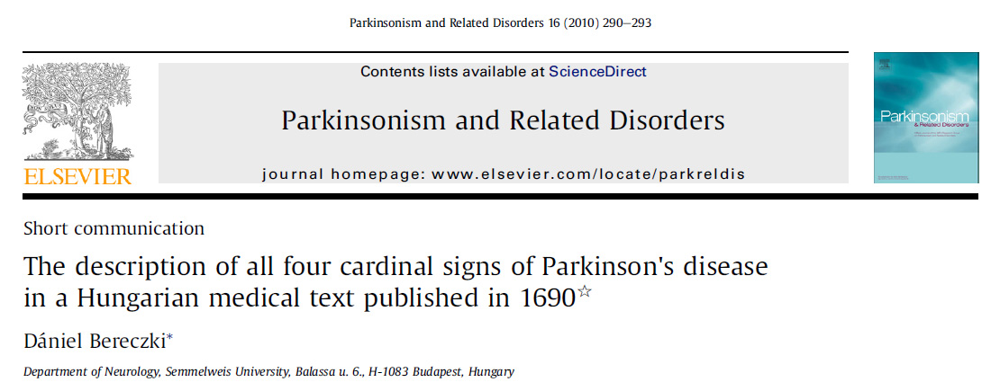 Parkinsonism and Related Disorders 16 (2010) 290–293
Contents lists available at ScienceDirect
Parkinsonism and Related Disorders
journal homepage: www.elsevier.com/locate/parkreldis
ELSEVIER
Parkinsonism
& Related Disorders
Short communication
The description of all four cardinal signs of Parkinson's disease
in a Hungarian medical text published in 1690☆
Dániel Bereczki*
Department of Neurology, Semmelweis University, Balassa u. 6., H-1083 Budapest, Hungary